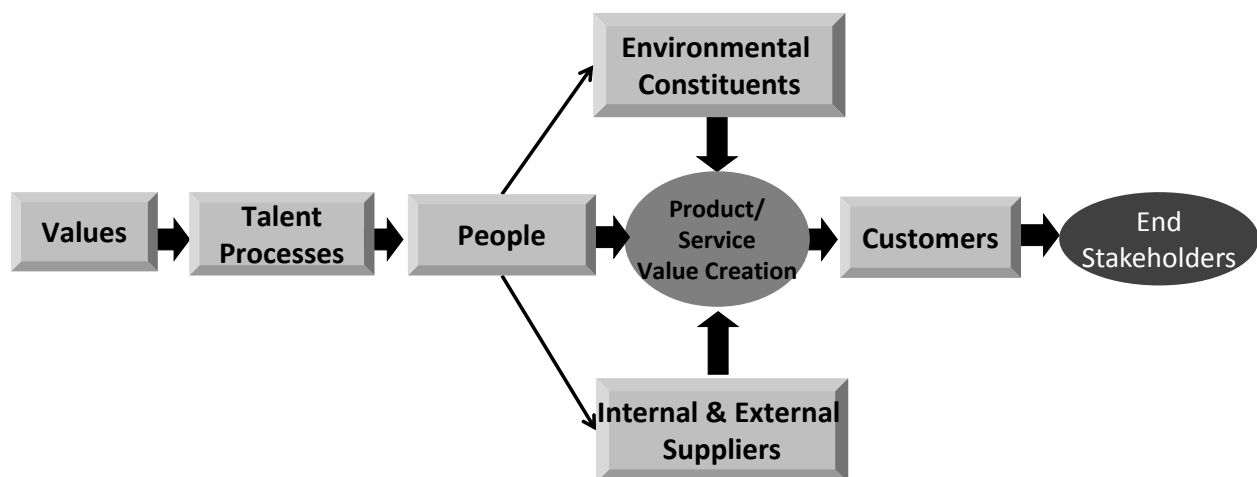 Environmental
Constituents
Values
Talent
Processes
People
Product/
Service
Value Creation
Customers
End
Stakeholders
Internal & External
Suppliers